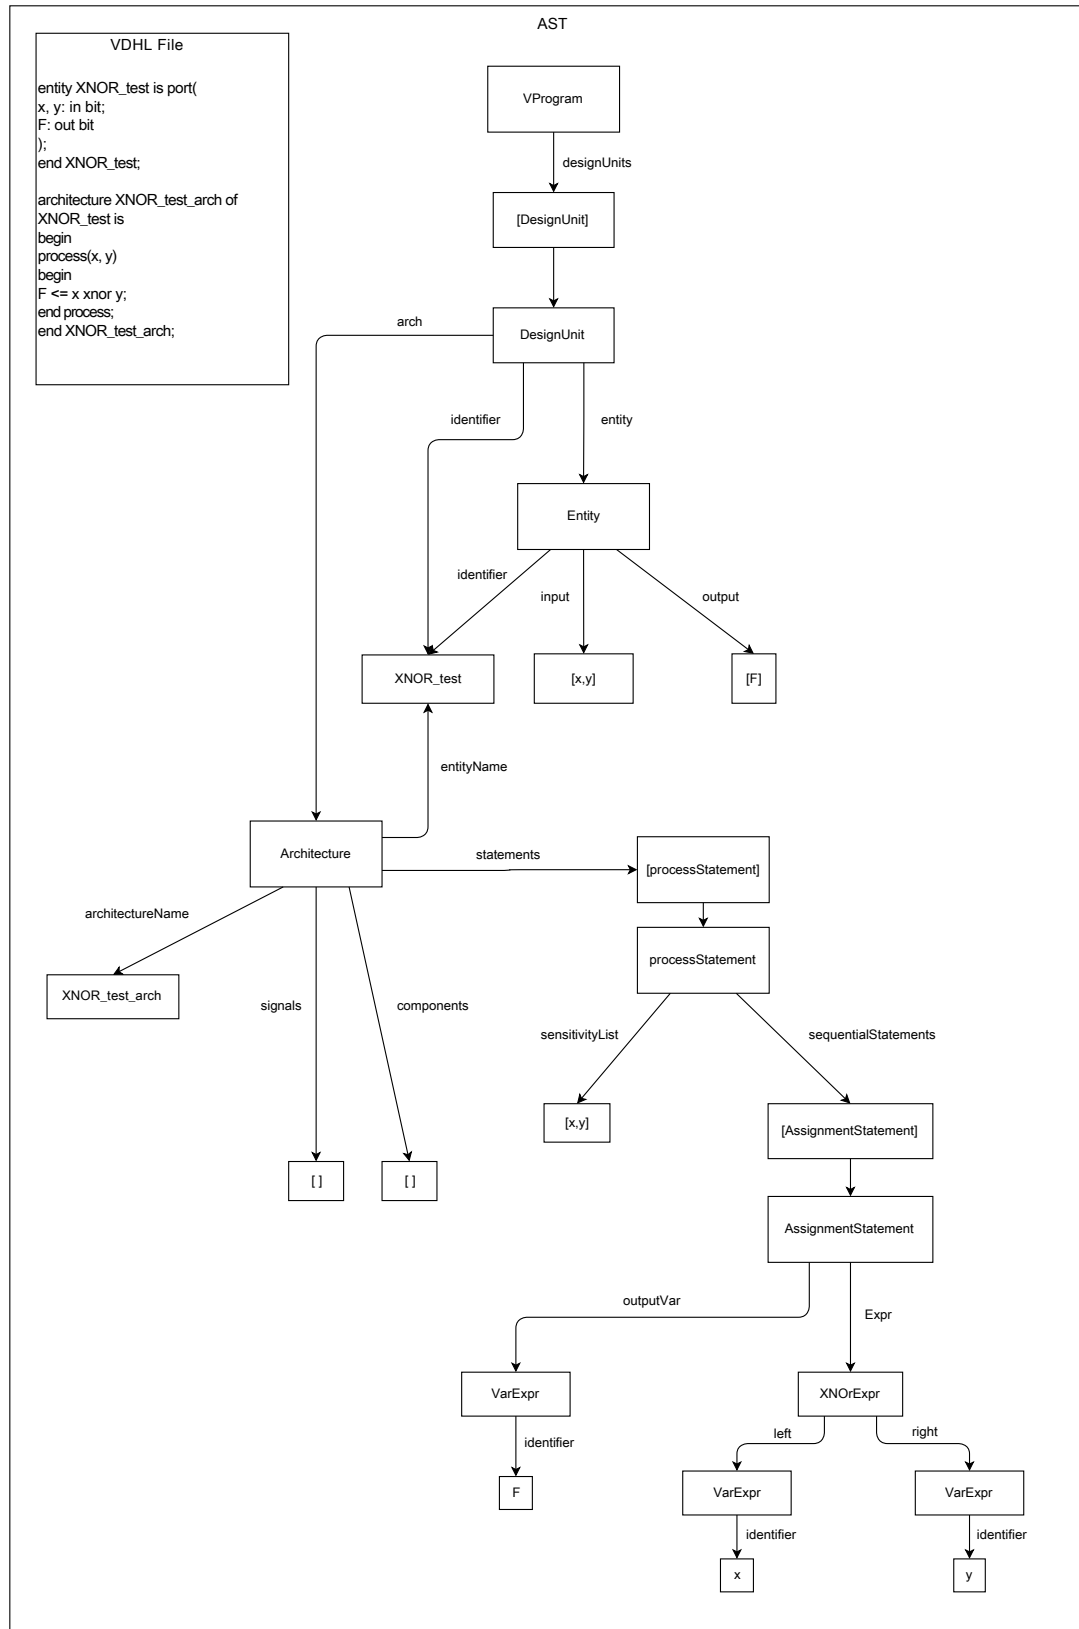 AST
VDHL File
entity XNOR_test is port(
x, y: in bit;
F: out bit
);
end XNOR_test;
architecture XNOR_test_arch of
XNOR_test is
begin
process(x, y)
begin
F <= x xnor y;
end process;
end XNOR_test_arch;
VProgram
designUnits
[DesignUnit]
arch
DesignUnit
identifier
entity
Entity
identifier
input
output
XNOR_test
[x,y]
[F]
entityName
Architecture
statements
[processStatement]
architectureName
processStatement
XNOR_test_arch
signals
components
sensitivityList
sequentialStatements
[x,y]
[AssignmentStatement]
[ ]
[ ]
AssignmentStatement
outputVar
Expr
VarExpr
XNOrExpr
identifier
left
right
F
VarExpr
VarExpr
identifier
identifier
x
y